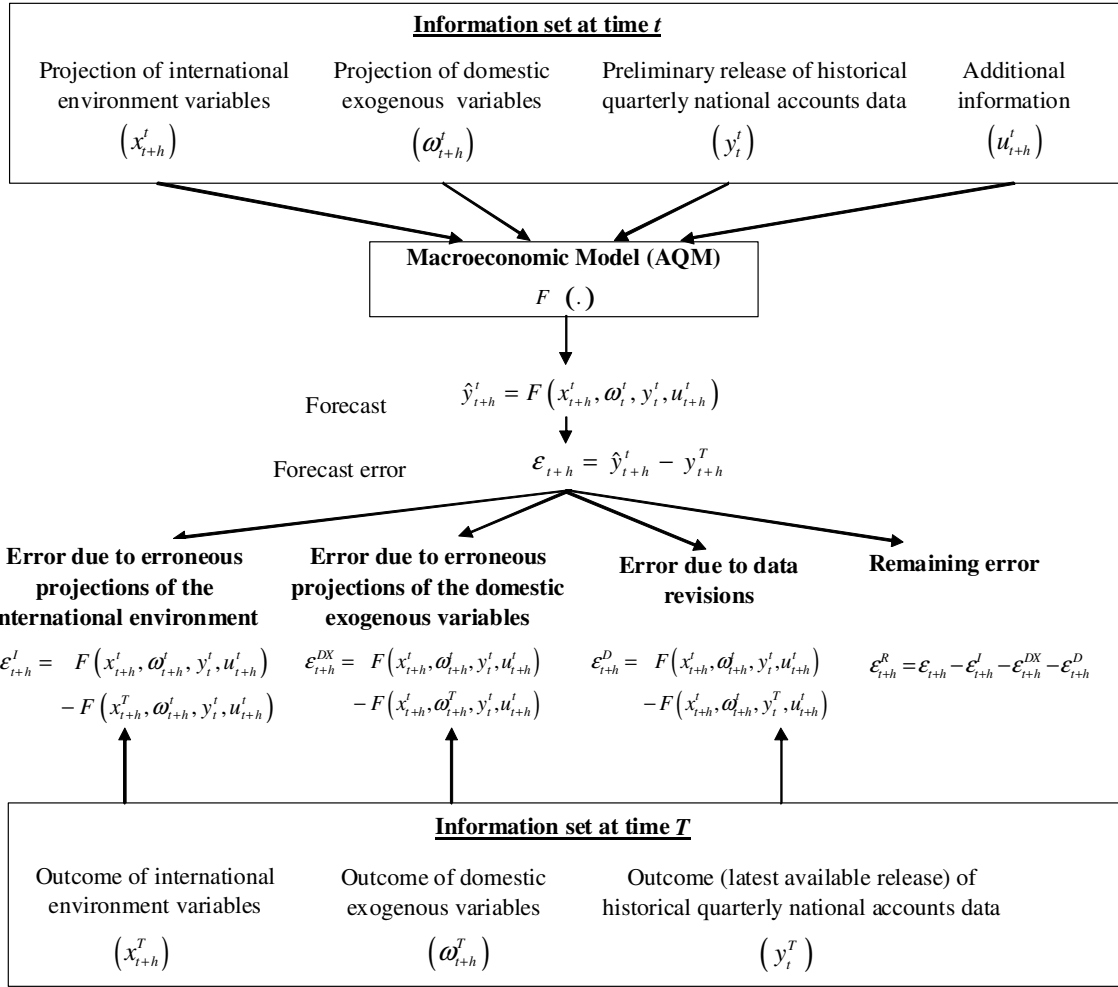 Information set at time t
Projection of international environment variables
(x^t_{t+h})
Projection of domestic exogenous variables
(ω^t_{t+h})
Preliminary release of historical quarterly national accounts data
(y^t_t)
Additional information
(u^t_{t+h})
Macroeconomic Model (AQM)
F (.)
Forecast
ŷ^t_{t+h} = F(x^t_{t+h}, ω^t_t, y^t_t, u^t_{t+h})
Forecast error
ε_{t+h} = ŷ^t_{t+h} − y^T_{t+h}
Error due to erroneous
projections of the
international environment
ε^I_{t+h} = F(x^t_{t+h}, ω^t_{t+h}, y^t_t, u^t_{t+h})
− F(x^T_{t+h}, ω^t_{t+h}, y^t_t, u^t_{t+h})
Error due to erroneous
projections of the domestic
exogenous variables
ε^{DX}_{t+h} = F(x^t_{t+h}, ω^t_{t+h}, y^t_t, u^t_{t+h})
− F(x^t_{t+h}, ω^T_{t+h}, y^t_t, u^t_{t+h})
Error due to data
revisions
ε^D_{t+h} = F(x^t_{t+h}, ω^t_{t+h}, y^t_t, u^t_{t+h})
− F(x^t_{t+h}, ω^t_{t+h}, y^T_t, u^t_{t+h})
Remaining error
ε^R_{t+h} = ε_{t+h} − ε^I_{t+h} − ε^{DX}_{t+h} − ε^D_{t+h}
Information set at time T
Outcome of international
environment variables
(x^T_{t+h})
Outcome of domestic
exogenous variables
(ω^T_{t+h})
Outcome (latest available release) of
historical quarterly national accounts data
(y^T_t)